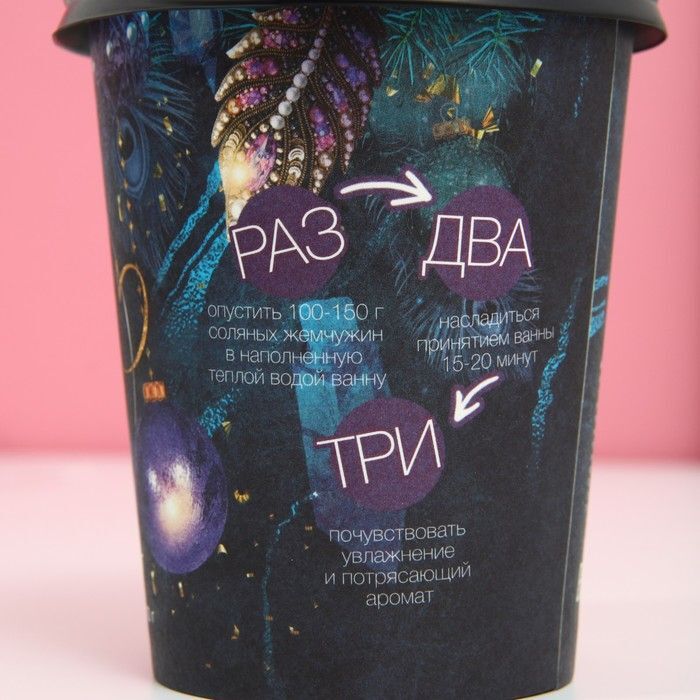 РАЗ
опустить 100-150 г
соляных жемчужин
в наполненную
теплой водой ванну
ДВА
насладиться
принятием ванны
15-20 минут
ТРИ
почувствовать
увлажнение
и потрясающий
аромат